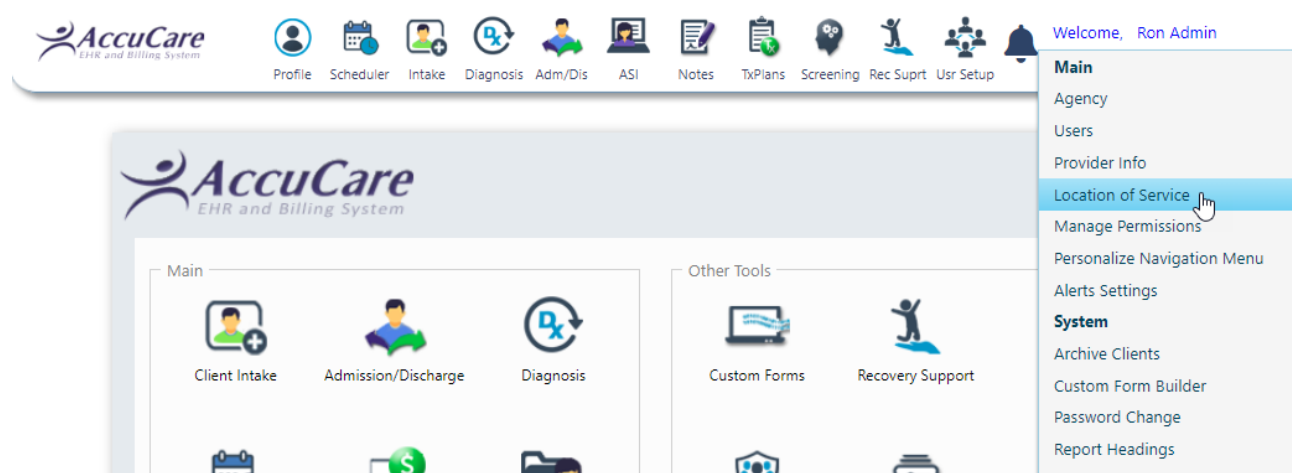 AccuCare
EHR and Billing System
Profile
Scheduler
Intake
Diagnosis
Adm/Dis
ASI
Notes
TxPlans
Screening
Rec Suprt
Usr Setup
Welcome, Ron Admin
Main
Agency
Users
Provider Info
Location of Service
Manage Permissions
Personalize Navigation Menu
Alerts Settings
System
Archive Clients
Custom Form Builder
Password Change
Report Headings
AccuCare
EHR and Billing System
Main
Client Intake
Admission/Discharge
Diagnosis
Other Tools
Custom Forms
Recovery Support